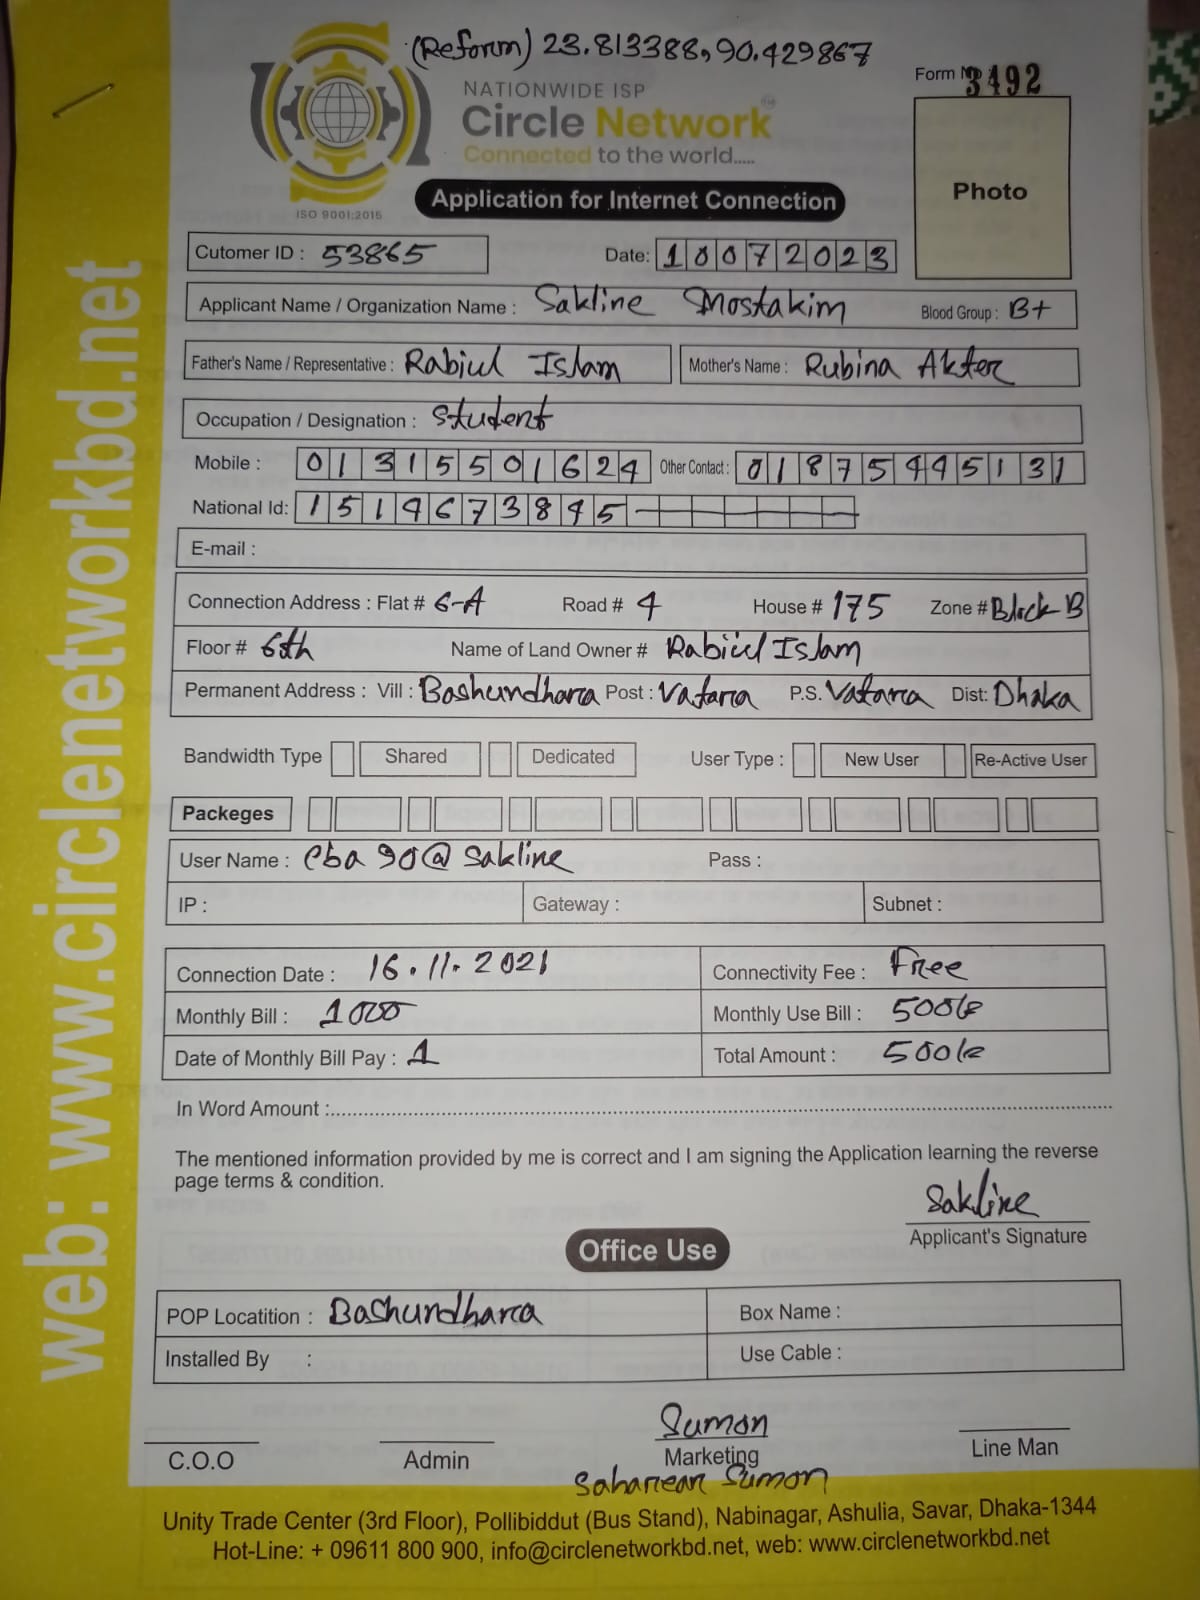 (Reform) 23.813388, 90.429867
NATIONWIDE ISP
Form No 3492
Circle Network TM
Connected to the world.....
ISO 9001:2015
Application for Internet Connection
Photo
Cutomer ID : 53865 Date: 10072023
Applicant Name / Organization Name : Sakline Mostakim Blood Group : B+
Father's Name / Representative : Rabiul Islam Mother's Name : Rubina Akter
Occupation / Designation : Student
Mobile : 01315501624 Other Contact : 01875445131
National Id: 1514673845
E-mail :
Connection Address : Flat # 6-A Road # 4 House # 175 Zone # Block B
Floor # 6th Name of Land Owner # Rabiul Islam
Permanent Address : Vill : Bashundhara Post : Vatara P.S. Vatara Dist: Dhaka
Bandwidth Type Shared Dedicated User Type : New User Re-Active User
Packeges
User Name : cba90@sakline Pass :
IP : Gateway : Subnet :
Connection Date : 16.11.2021 Connectivity Fee : Free
Monthly Bill : 1000 Monthly Use Bill : 500/=
Date of Monthly Bill Pay : 1 Total Amount : 500/=
In Word Amount :
The mentioned information provided by me is correct and I am signing the Application learning the reverse
page terms & condition.
Sakline
Applicant's Signature
Office Use
POP Locatition : Bashundhara Box Name :
Installed By : Use Cable :
Sumon
C.O.O Admin Marketing Line Man
Sahariear Sumon
Unity Trade Center (3rd Floor), Pollibiddut (Bus Stand), Nabinagar, Ashulia, Savar, Dhaka-1344
Hot-Line: + 09611 800 900, info@circlenetworkbd.net, web: www.circlenetworkbd.net
web: www.circlenetworkbd.net